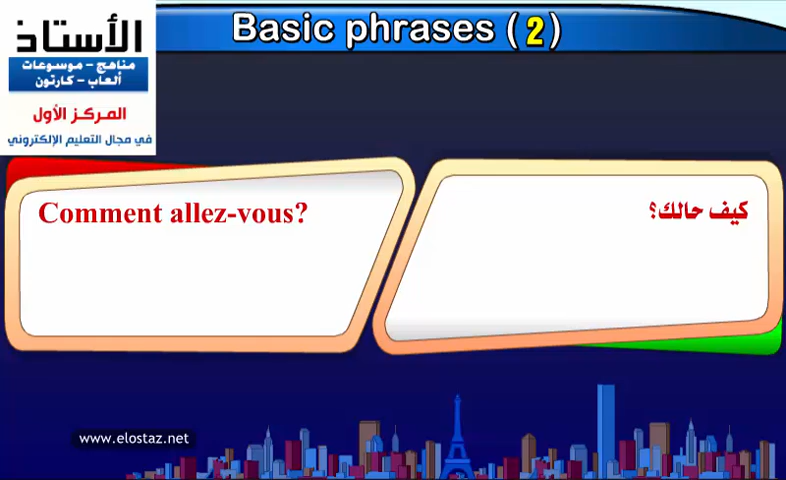 Basic phrases ( 2 )
الأستاذ
مناهج - موسوعات
ألعاب - كارتون
المركز الأول
في مجال التعليم الإلكتروني
Comment allez-vous?
كيف حالك؟
www.elostaz.net